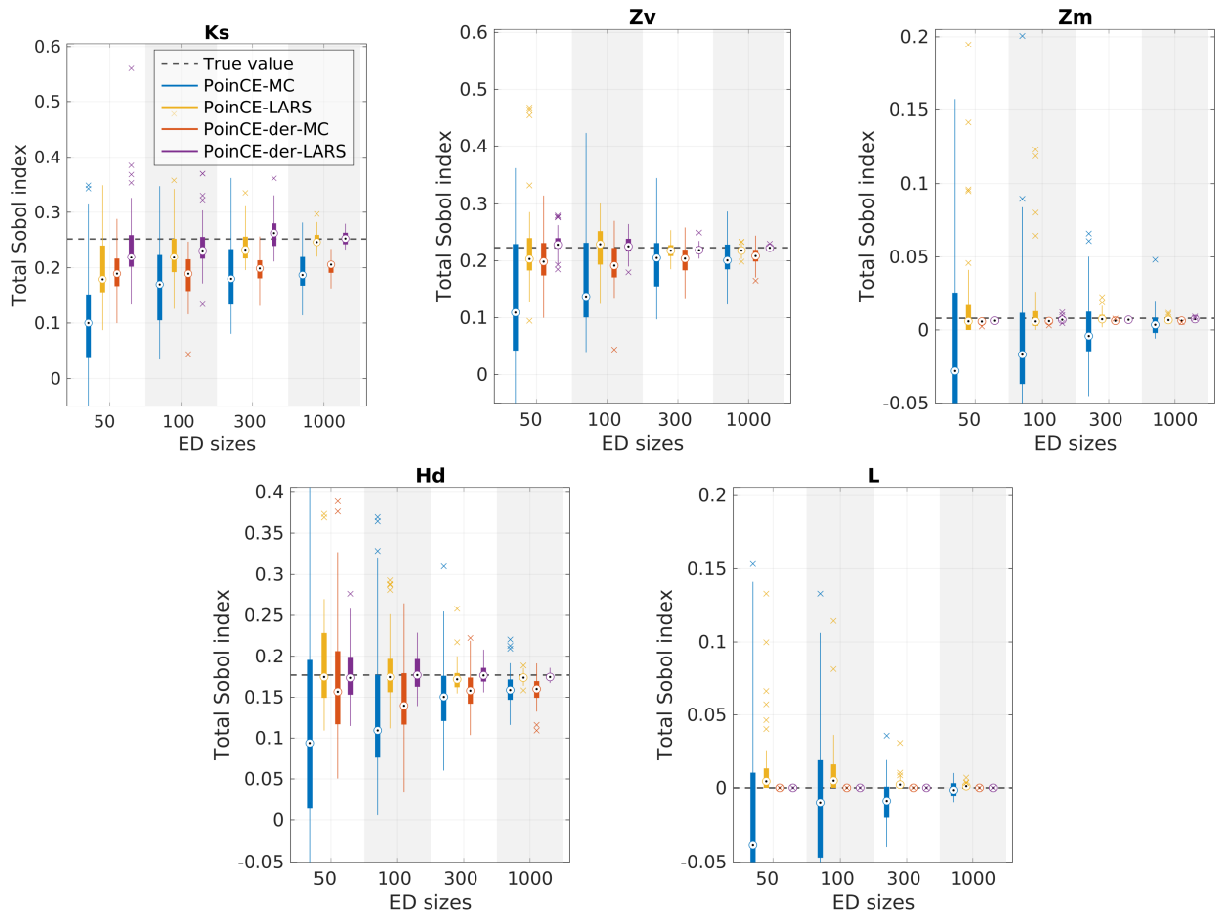 Ks
Total Sobol index
0.6
0.5
0.4
0.3
0.2
0.1
0
True value
PoinCE-MC
PoinCE-LARS
PoinCE-der-MC
PoinCE-der-LARS
50 100 300 1000
ED sizes
Zv
Total Sobol index
0.6
0.5
0.4
0.3
0.2
0.1
0
50 100 300 1000
ED sizes
Zm
Total Sobol index
0.2
0.15
0.1
0.05
0
-0.05
50 100 300 1000
ED sizes
Hd
Total Sobol index
0.4
0.35
0.3
0.25
0.2
0.15
0.1
0.05
0
-0.05
50 100 300 1000
ED sizes
L
Total Sobol index
0.2
0.15
0.1
0.05
0
-0.05
50 100 300 1000
ED sizes